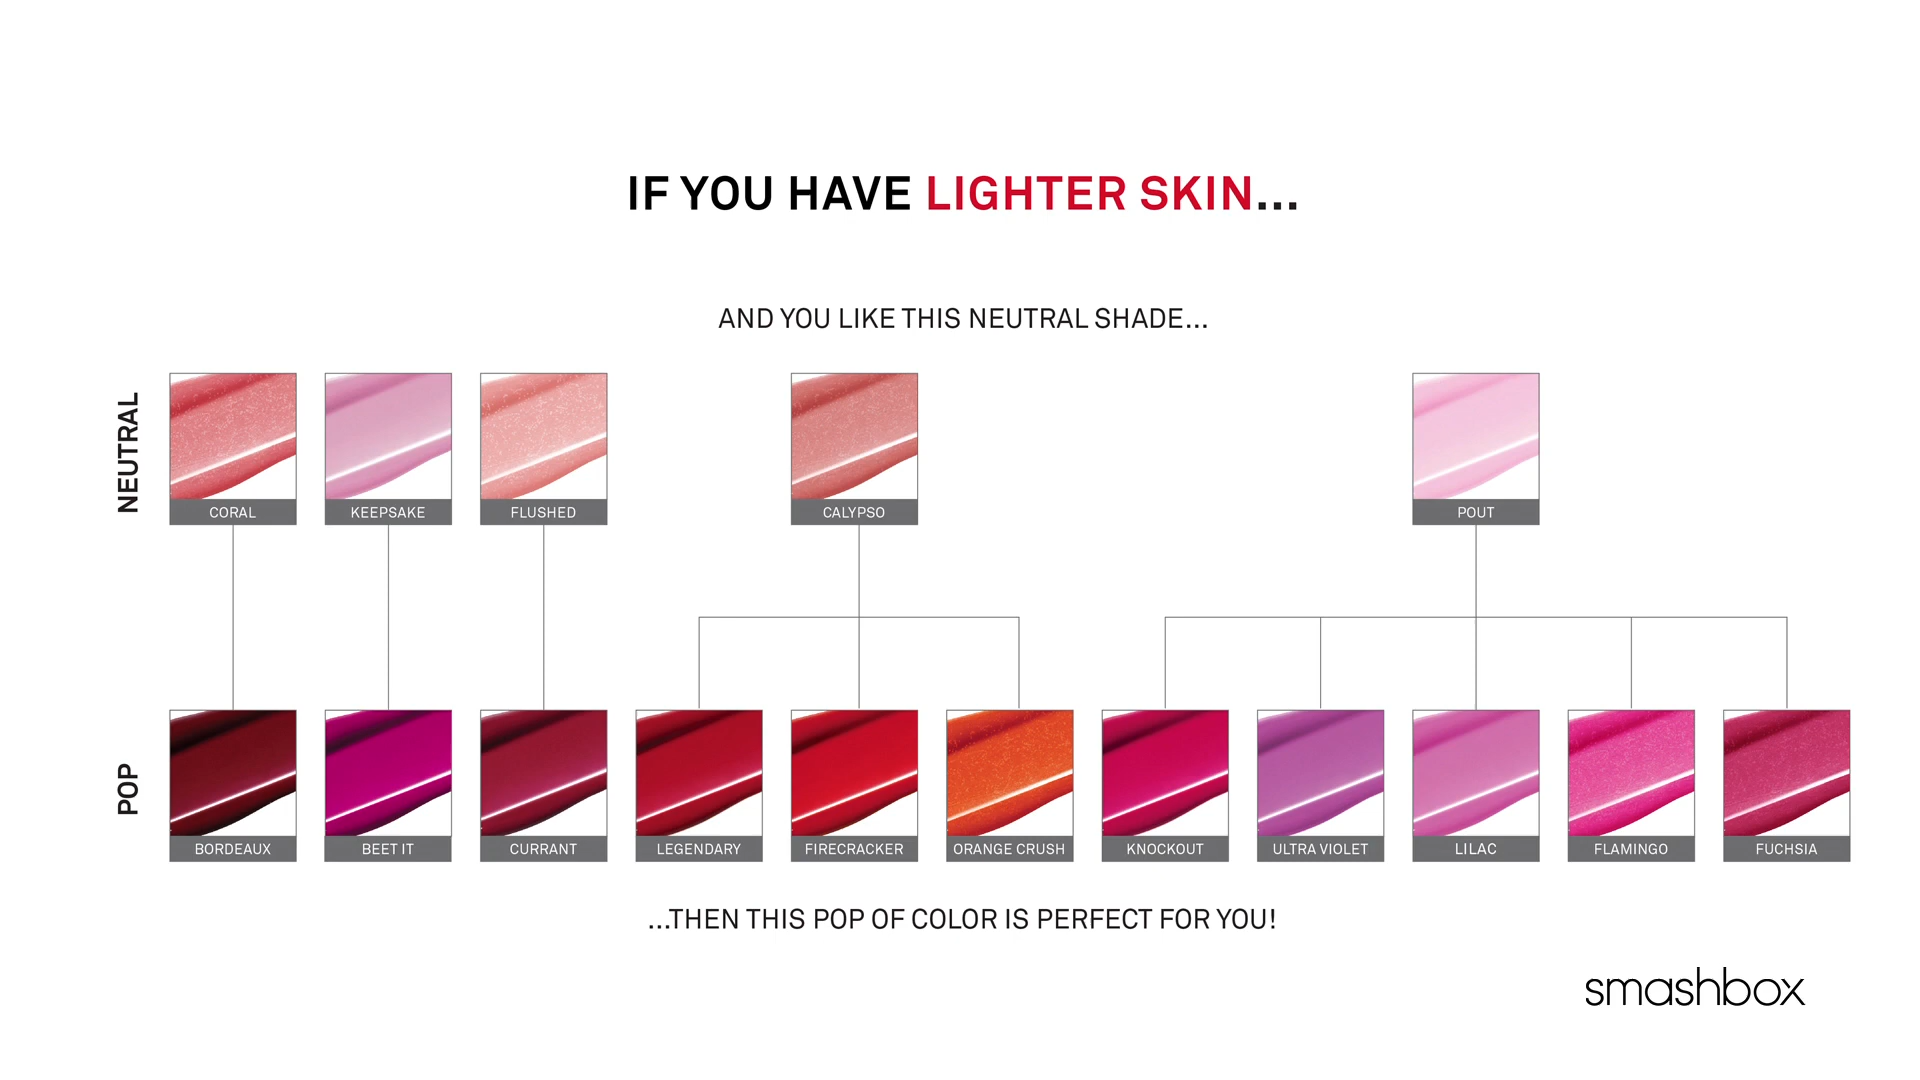 IF YOU HAVE LIGHTER SKIN...
AND YOU LIKE THIS NEUTRAL SHADE...
NEUTRAL
CORAL
KEEPSAKE
FLUSHED
CALYPSO
POUT
POP
BORDEAUX
BEET IT
CURRANT
LEGENDARY
FIRECRACKER
ORANGE CRUSH
KNOCKOUT
ULTRA VIOLET
LILAC
FLAMINGO
FUCHSIA
...THEN THIS POP OF COLOR IS PERFECT FOR YOU!
smashbox